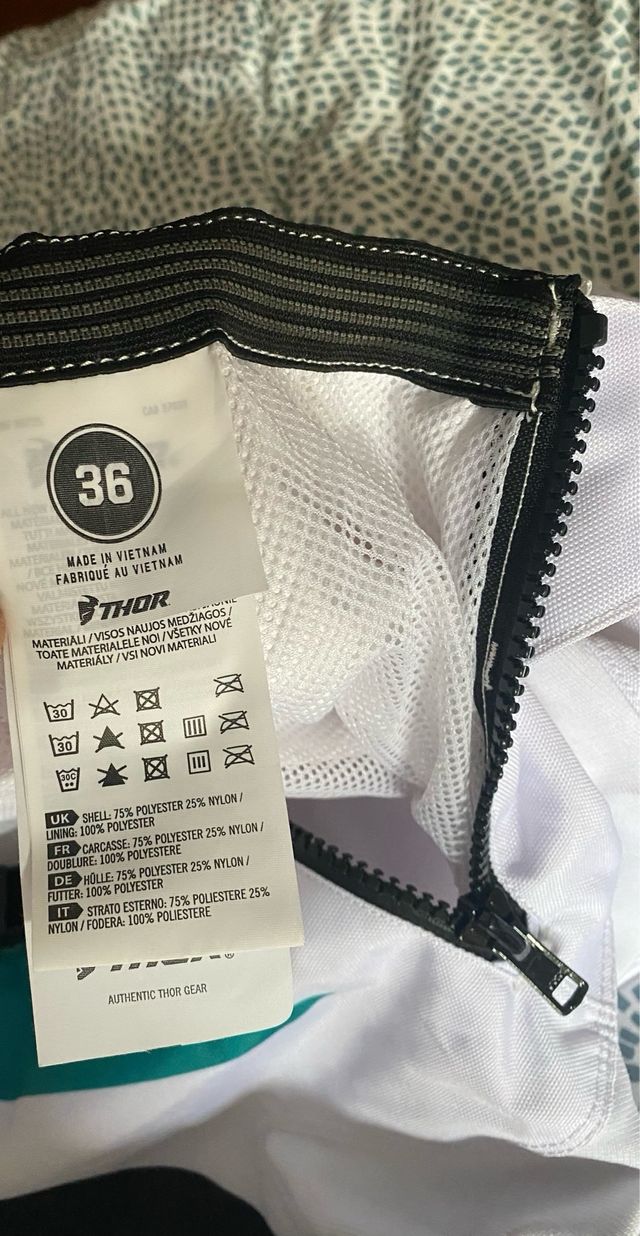 36
MADE IN VIETNAM
FABRIQUÉ AU VIETNAM
THOR
MATERIĀLI / VISOS NAUJOS MEDŽIAGOS /
TOATE MATERIALELE NOI / VŠETKY NOVÉ
MATERIÁLY / VSI NOVI MATERIALI
30
30
30C
UK SHELL: 75% POLYESTER 25% NYLON /
LINING: 100% POLYESTER
FR CARCASSE: 75% POLYESTER 25% NYLON /
DOUBLURE: 100% POLYESTERE
DE HÜLLE: 75% POLYESTER 25% NYLON /
FUTTER: 100% POLYESTER
IT STRATO ESTERNO: 75% POLIESTERE 25%
NYLON / FODERA: 100% POLIESTERE
AUTHENTIC THOR GEAR